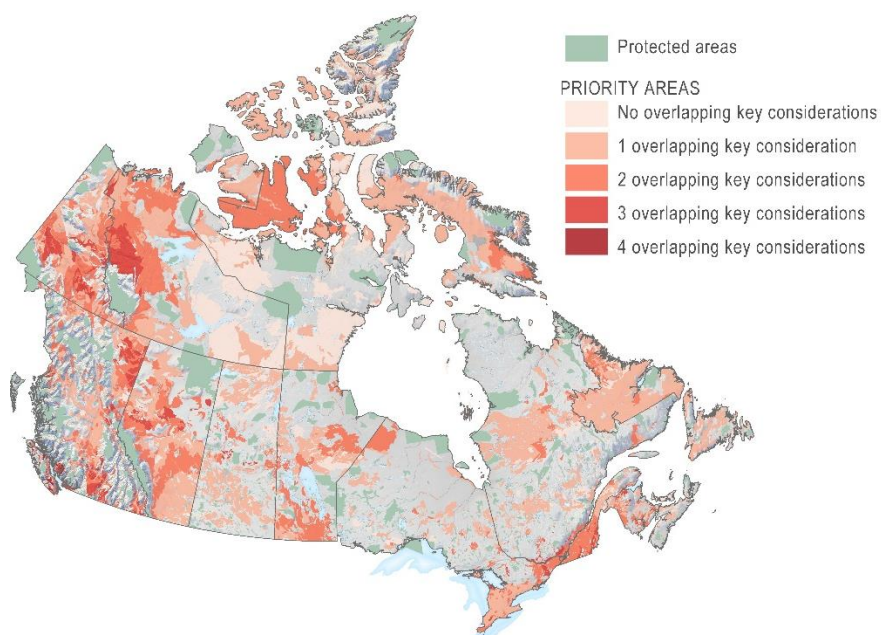 Protected areas
PRIORITY AREAS
No overlapping key considerations
1 overlapping key consideration
2 overlapping key considerations
3 overlapping key considerations
4 overlapping key considerations